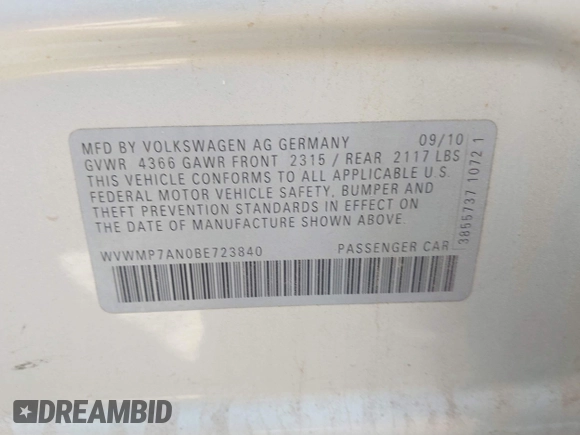 MFD BY VOLKSWAGEN AG GERMANY 09/10
GVWR 4366 GAWR FRONT 2315 / REAR 2117 LBS
THIS VEHICLE CONFORMS TO ALL APPLICABLE U.S.
FEDERAL MOTOR VEHICLE SAFETY, BUMPER AND
THEFT PREVENTION STANDARDS IN EFFECT ON
THE DATE OF MANUFACTURE SHOWN ABOVE.
WVWMP7AN0BE723840 PASSENGER CAR
3855737 1072 1
DREAMBID